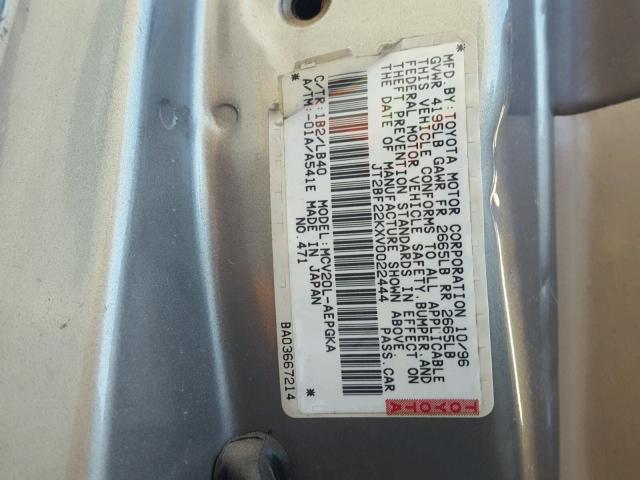 *MFD.BY:TOYOTA MOTOR CORPORATION 10/96
GVWR 4195LB GAWR FR 2665LB RR 2665LB
THIS VEHICLE CONFORMS TO ALL APPLICABLE
FEDERAL MOTOR VEHICLE SAFETY,BUMPER,AND
THEFT PREVENTION STANDARDS IN EFFECT ON
THE DATE OF MANUFACTURE SHOWN ABOVE.
JT2BF22KXV0022444 PASS.CAR
C/TR:1B2/LB40 MODEL:MCV20L-AEPGKA
A/TM:-01A/A541E MADE IN JAPAN *
NO.471
BA03667214
TOYO
TA